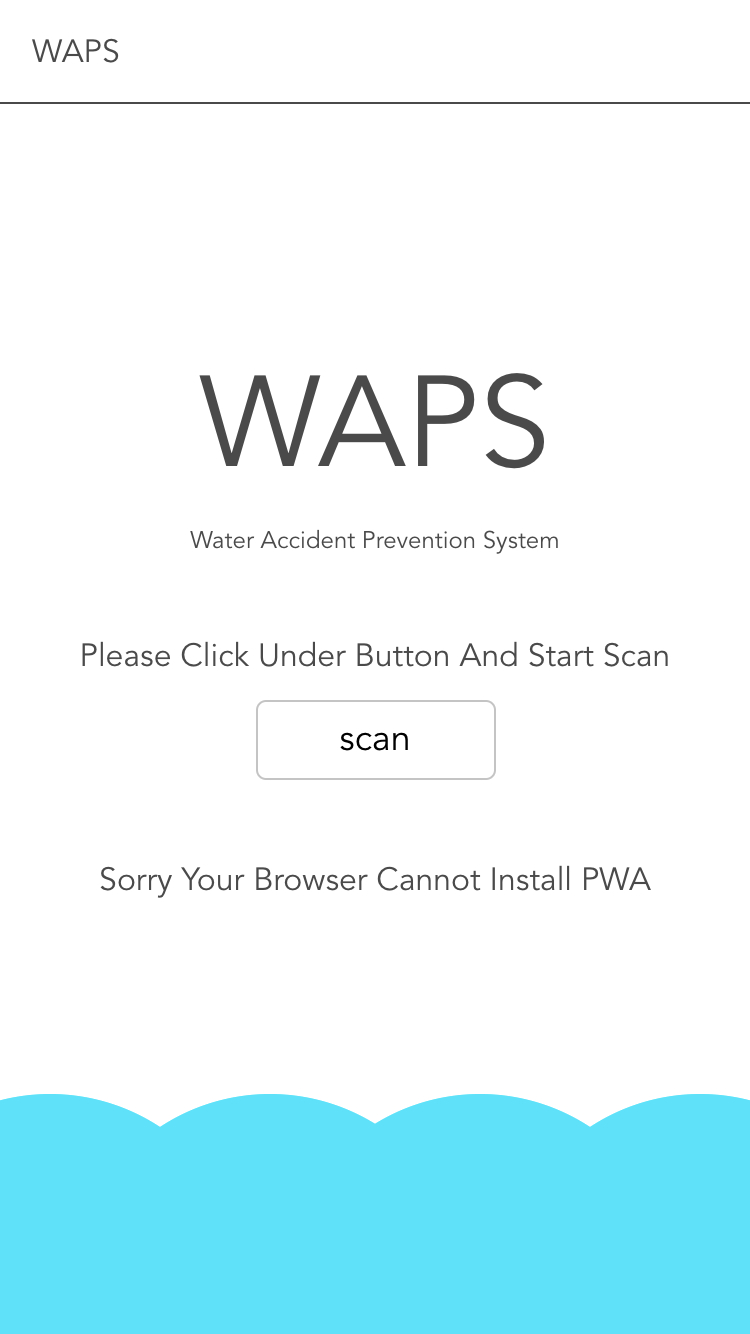 WAPS
WAPS
Water Accident Prevention System
Please Click Under Button And Start Scan
scan
Sorry Your Browser Cannot Install PWA